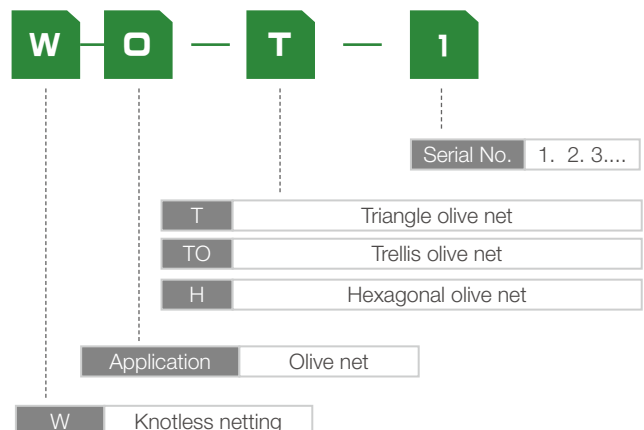 W O T 1
Serial No. 1. 2. 3....
T Triangle olive net
TO Trellis olive net
H Hexagonal olive net
Application Olive net
W Knotless netting